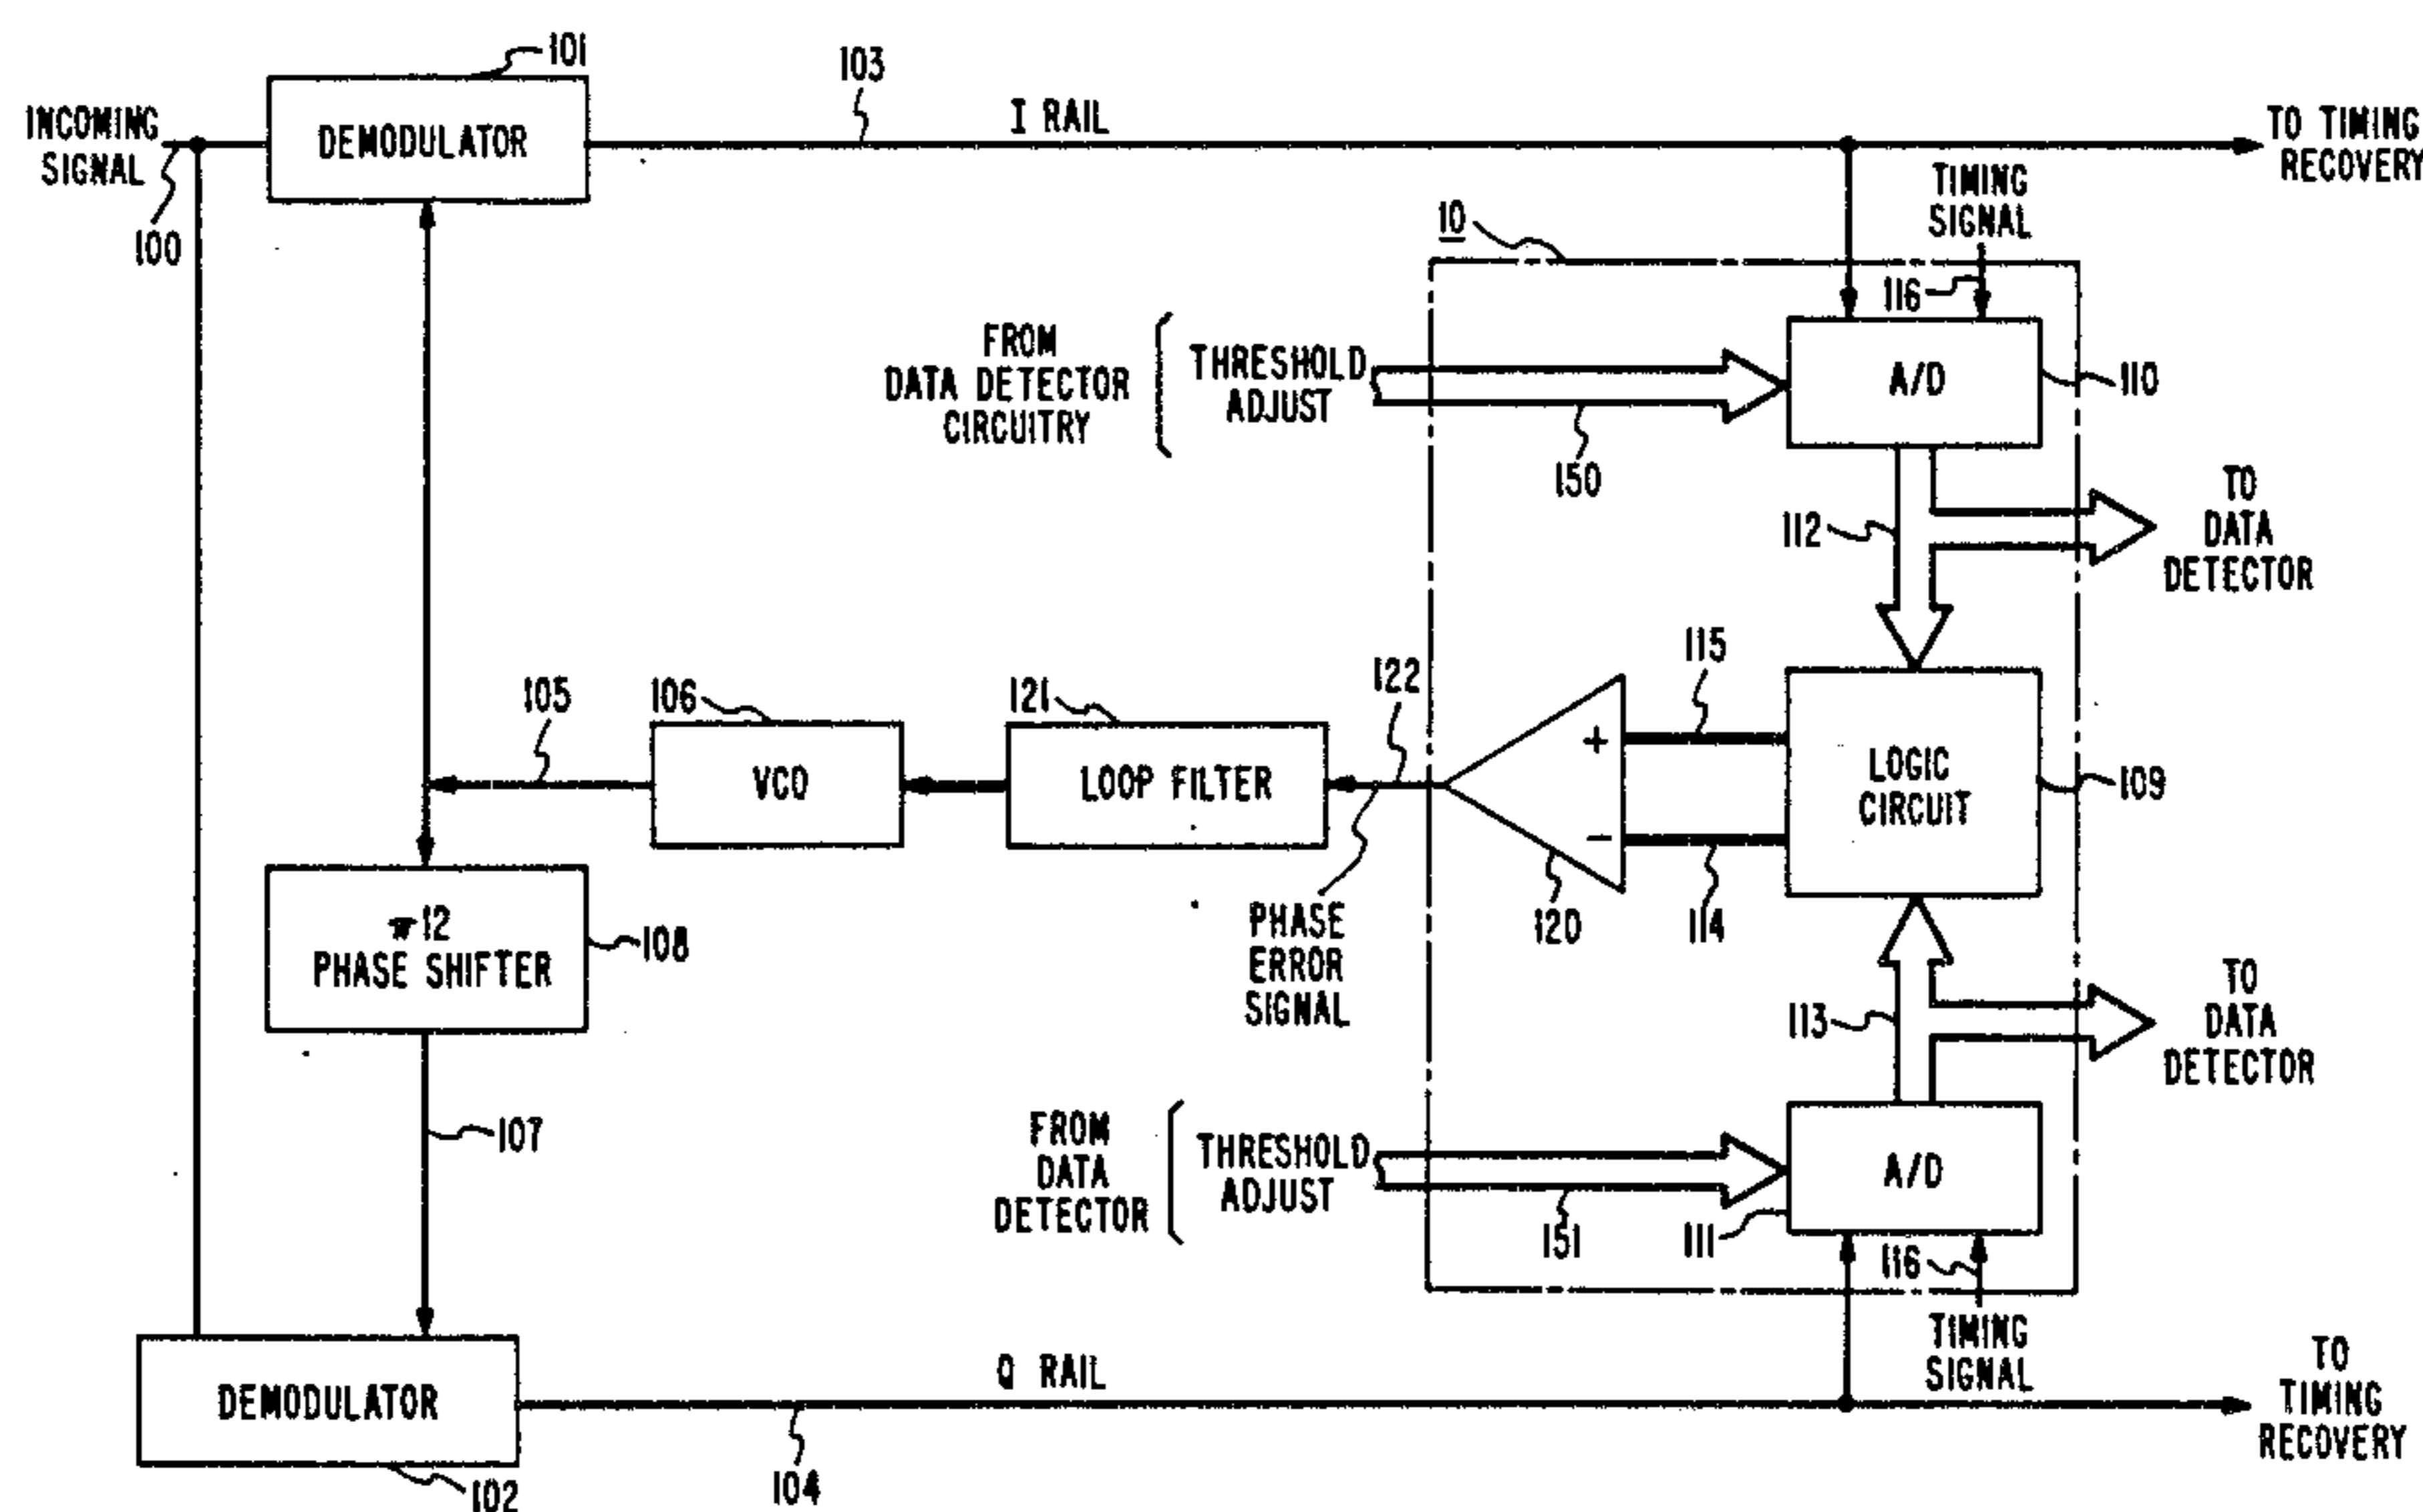 101
INCOMING
SIGNAL
100
DEMODULATOR
103
I RAIL
TO TIMING
RECOVERY
TIMING
SIGNAL
10
116
FROM
DATA DETECTOR
CIRCUITRY
THRESHOLD
ADJUST
150
A/D
110
112
TO
DATA
DETECTOR
105
106
VCO
121
LOOP FILTER
122
PHASE
ERROR
SIGNAL
115
+
−
120
114
LOGIC
CIRCUIT
109
π12
PHASE SHIFTER
108
107
113
TO
DATA
DETECTOR
FROM
DATA
DETECTOR
THRESHOLD
ADJUST
151
A/D
111
116
TIMING
SIGNAL
DEMODULATOR
102
Q RAIL
104
TO
TIMING
RECOVERY